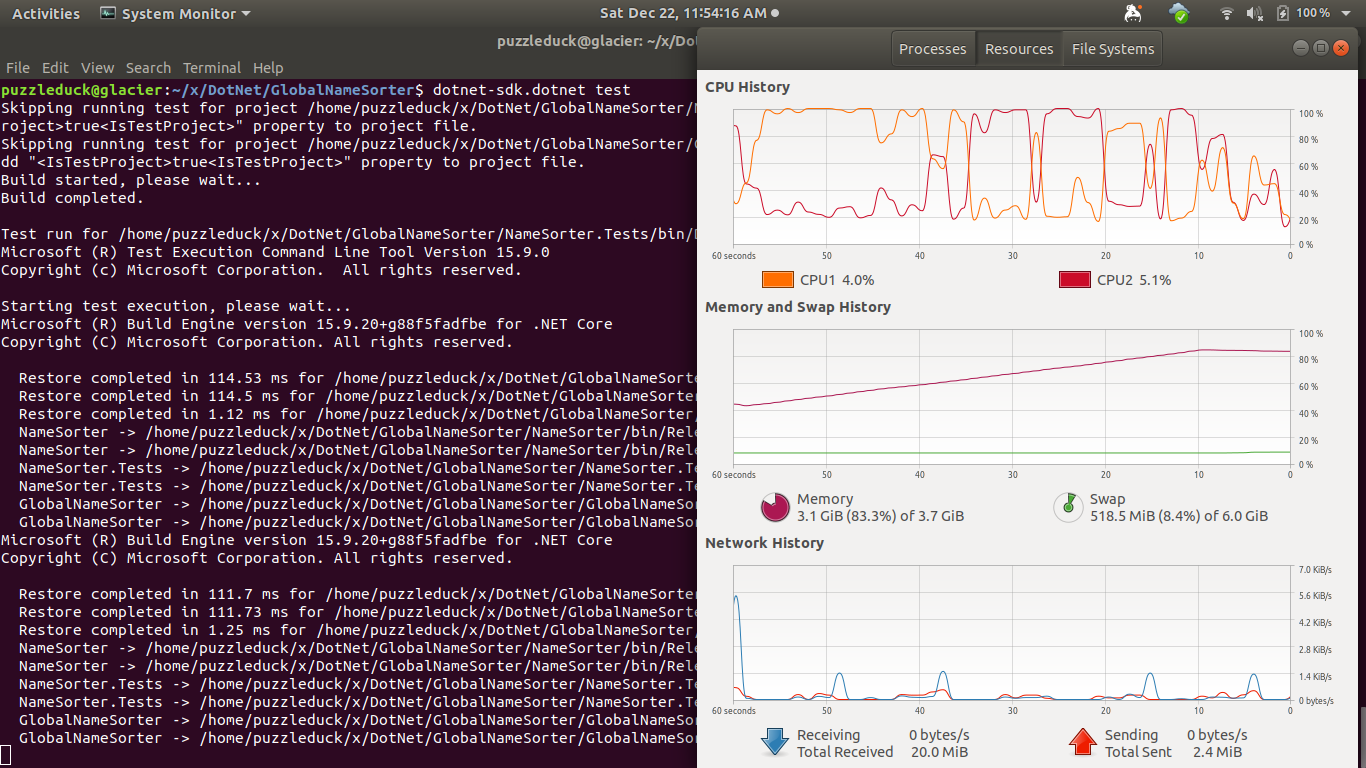 Activities
System Monitor
Sat Dec 22, 11:54:16 AM
100 %
puzzleduck@glacier: ~/x/Do
File Edit View Search Terminal Help
puzzleduck@glacier:~/x/DotNet/GlobalNameSorter$ dotnet-sdk.dotnet test
Skipping running test for project /home/puzzleduck/x/DotNet/GlobalNameSorter/
roject>true<IsTestProject>" property to project file.
Skipping running test for project /home/puzzleduck/x/DotNet/GlobalNameSorter/
dd "<IsTestProject>true<IsTestProject>" property to project file.
Build started, please wait...
Build completed.
Test run for /home/puzzleduck/x/DotNet/GlobalNameSorter/NameSorter.Tests/bin/
Microsoft (R) Test Execution Command Line Tool Version 15.9.0
Copyright (c) Microsoft Corporation.  All rights reserved.
Starting test execution, please wait...
Microsoft (R) Build Engine version 15.9.20+g88f5fadfbe for .NET Core
Copyright (C) Microsoft Corporation. All rights reserved.
Restore completed in 114.53 ms for /home/puzzleduck/x/DotNet/GlobalNameSorte
Restore completed in 114.5 ms for /home/puzzleduck/x/DotNet/GlobalNameSorter
Restore completed in 1.12 ms for /home/puzzleduck/x/DotNet/GlobalNameSorter/
NameSorter -> /home/puzzleduck/x/DotNet/GlobalNameSorter/NameSorter/bin/Rele
NameSorter -> /home/puzzleduck/x/DotNet/GlobalNameSorter/NameSorter/bin/Rele
NameSorter.Tests -> /home/puzzleduck/x/DotNet/GlobalNameSorter/NameSorter.Te
NameSorter.Tests -> /home/puzzleduck/x/DotNet/GlobalNameSorter/NameSorter.Te
GlobalNameSorter -> /home/puzzleduck/x/DotNet/GlobalNameSorter/GlobalNameSor
GlobalNameSorter -> /home/puzzleduck/x/DotNet/GlobalNameSorter/GlobalNameSor
Microsoft (R) Build Engine version 15.9.20+g88f5fadfbe for .NET Core
Copyright (C) Microsoft Corporation. All rights reserved.
Restore completed in 111.7 ms for /home/puzzleduck/x/DotNet/GlobalNameSorter
Restore completed in 111.73 ms for /home/puzzleduck/x/DotNet/GlobalNameSorte
Restore completed in 1.25 ms for /home/puzzleduck/x/DotNet/GlobalNameSorter/
NameSorter -> /home/puzzleduck/x/DotNet/GlobalNameSorter/NameSorter/bin/Rele
NameSorter -> /home/puzzleduck/x/DotNet/GlobalNameSorter/NameSorter/bin/Rele
NameSorter.Tests -> /home/puzzleduck/x/DotNet/GlobalNameSorter/NameSorter.Te
NameSorter.Tests -> /home/puzzleduck/x/DotNet/GlobalNameSorter/NameSorter.Te
GlobalNameSorter -> /home/puzzleduck/x/DotNet/GlobalNameSorter/GlobalNameSor
GlobalNameSorter -> /home/puzzleduck/x/DotNet/GlobalNameSorter/GlobalNameSor
Processes Resources File Systems
CPU History
100 %
80 %
60 %
40 %
20 %
0 %
60 seconds 50 40 30 20 10 0
CPU1 4.0% CPU2 5.1%
Memory and Swap History
100 %
80 %
60 %
40 %
20 %
0 %
60 seconds 50 40 30 20 10 0
Memory
3.1 GiB (83.3%) of 3.7 GiB
Swap
518.5 MiB (8.4%) of 6.0 GiB
Network History
7.0 KiB/s
5.6 KiB/s
4.2 KiB/s
2.8 KiB/s
1.4 KiB/s
0 bytes/s
60 seconds 50 40 30 20 10 0
Receiving 0 bytes/s
Total Received 20.0 MiB
Sending 0 bytes/s
Total Sent 2.4 MiB